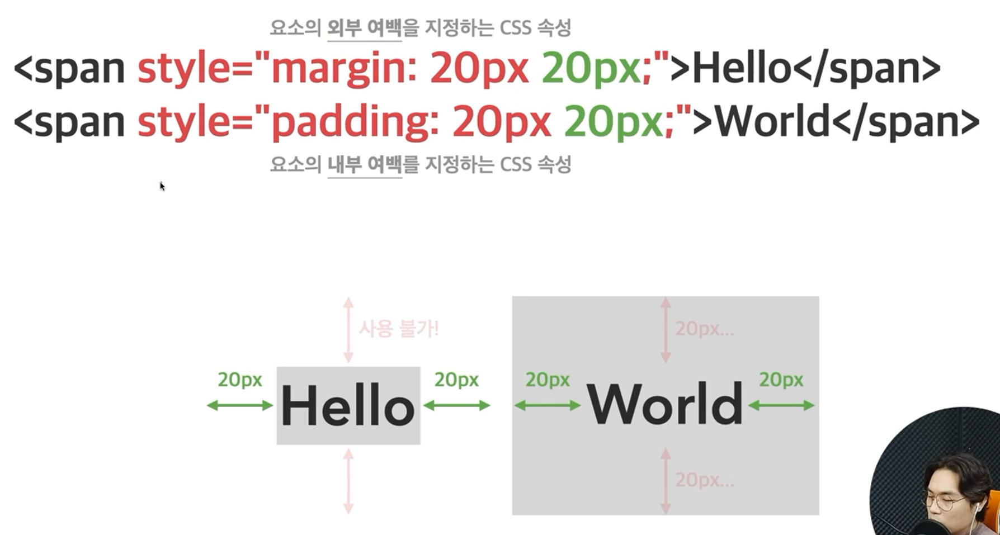 요소의 외부 여백을 지정하는 CSS 속성
<span style="margin: 20px 20px;">Hello</span>
<span style="padding: 20px 20px;">World</span>
요소의 내부 여백를 지정하는 CSS 속성
사용 불가!
20px...
20px
20px
20px
20px
Hello
World
20px...